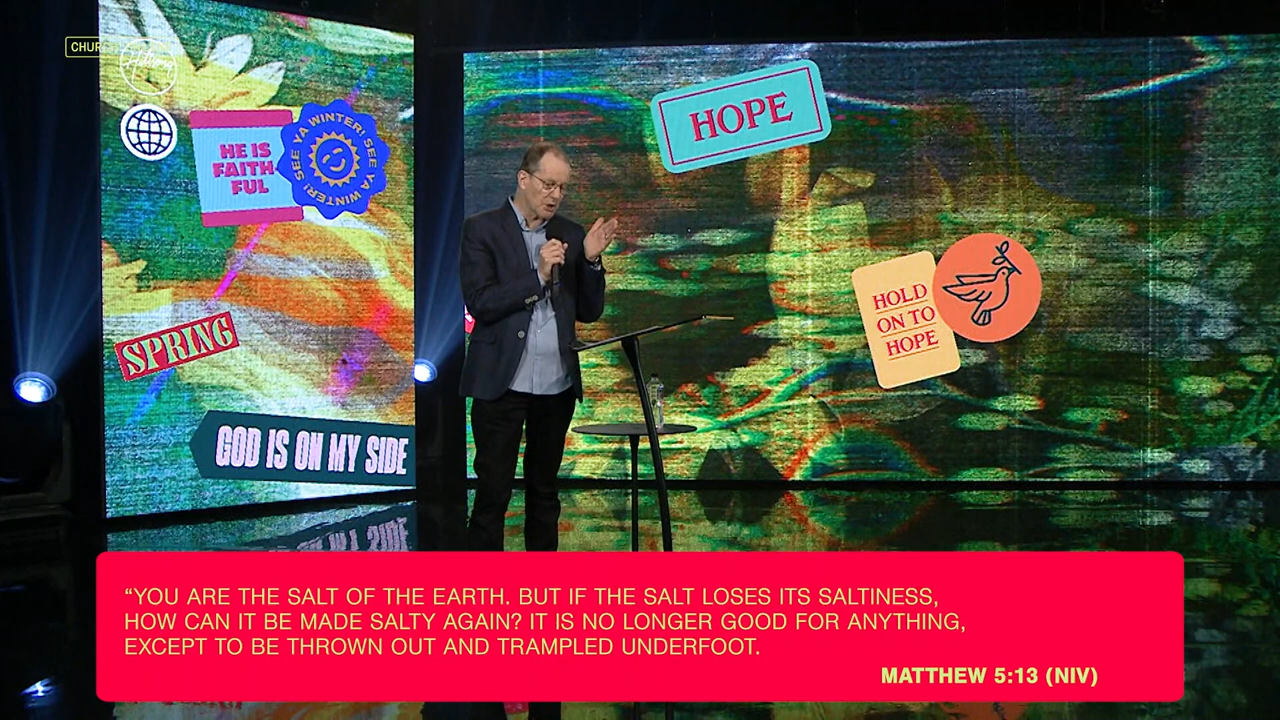 CHUR
Hillsong
HE IS
FAITH-
FUL
SEE YA WINTER! SEE YA WINTER!
SPRING
GOD IS ON MY SIDE
HOPE
HOLD
ON TO
HOPE
“YOU ARE THE SALT OF THE EARTH. BUT IF THE SALT LOSES ITS SALTINESS,
HOW CAN IT BE MADE SALTY AGAIN? IT IS NO LONGER GOOD FOR ANYTHING,
EXCEPT TO BE THROWN OUT AND TRAMPLED UNDERFOOT.
MATTHEW 5:13 (NIV)